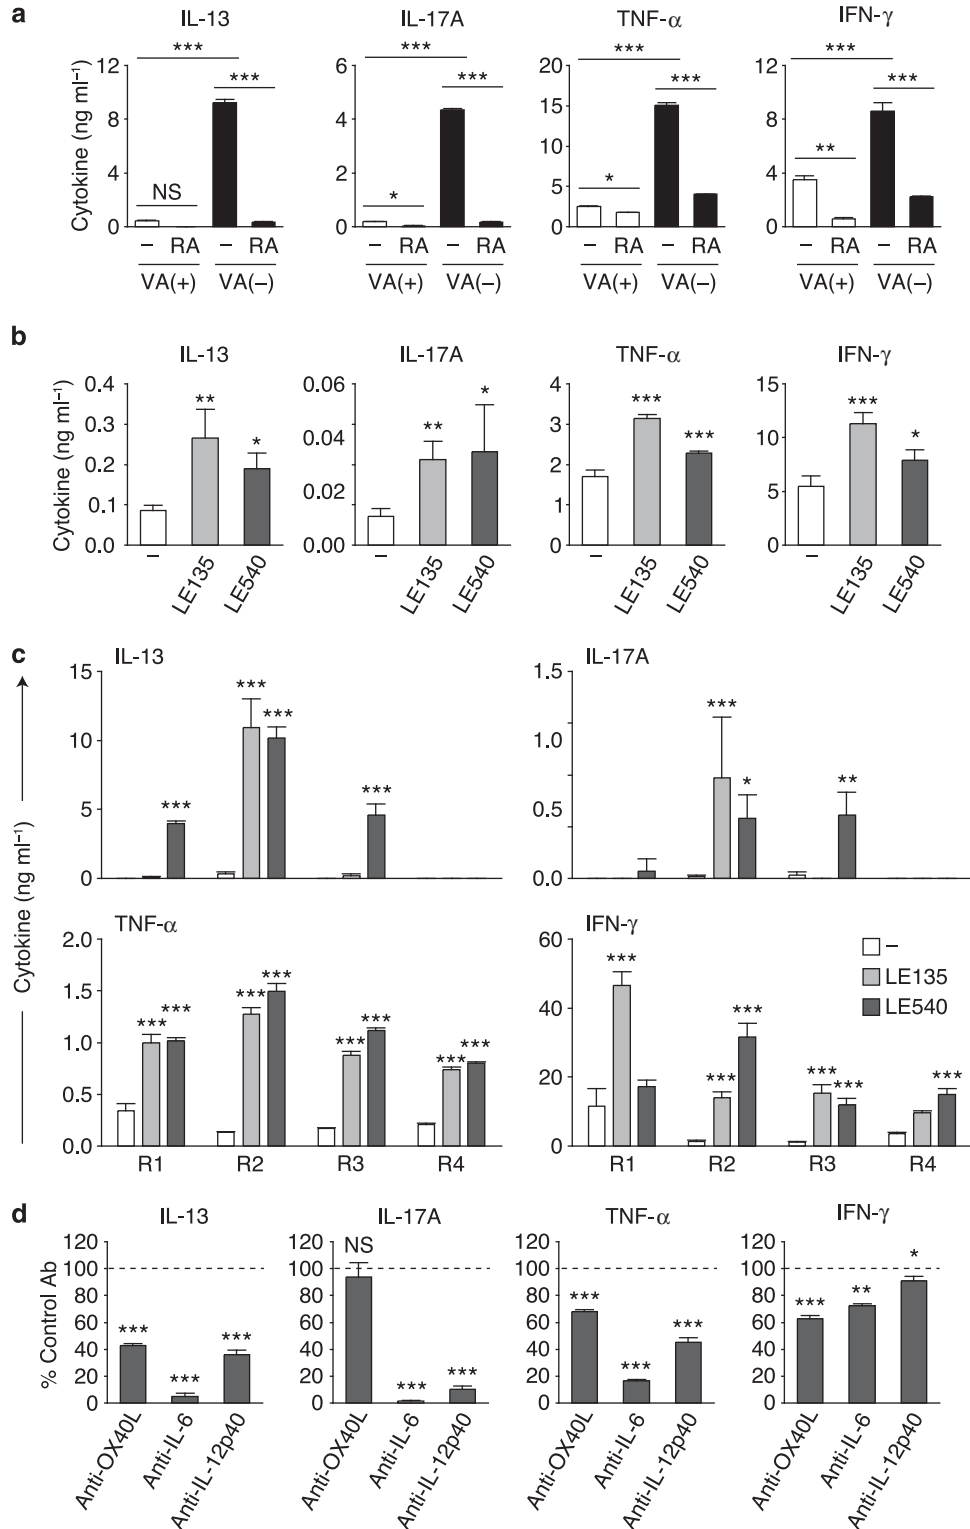 a
IL-13
IL-17A
TNF-α
IFN-γ
Cytokine (ng ml⁻¹)
12
8
4
0
***
***
NS
– RA – RA
VA(+) VA(–)
6
4
2
0
***
***
*
– RA – RA
VA(+) VA(–)
20
15
10
5
0
***
***
*
– RA – RA
VA(+) VA(–)
12
8
4
0
***
***
**
– RA – RA
VA(+) VA(–)
b
IL-13
IL-17A
TNF-α
IFN-γ
Cytokine (ng ml⁻¹)
0.4
0.3
0.2
0.1
0.0
**
*
– LE135 LE540
0.06
0.04
0.02
0.00
**
*
– LE135 LE540
4
3
2
1
0
***
***
– LE135 LE540
15
10
5
0
***
*
– LE135 LE540
c
Cytokine (ng ml⁻¹)
IL-13
15
10
5
0
***
***
***
***
IL-17A
1.5
1.0
0.5
0.0
***
*
**
TNF-α
2.0
1.5
1.0
0.5
0.0
*** ***
*** ***
*** ***
*** ***
R1 R2 R3 R4
IFN-γ
60
40
20
0
***
*** ***
*** ***
***
R1 R2 R3 R4
–
LE135
LE540
d
IL-13
IL-17A
TNF-α
IFN-γ
% Control Ab
120
100
80
60
40
20
0
***
***
***
Anti-OX40L Anti-IL-6 Anti-IL-12p40
120
100
80
60
40
20
0
NS
***
***
Anti-OX40L Anti-IL-6 Anti-IL-12p40
120
100
80
60
40
20
0
***
***
***
Anti-OX40L Anti-IL-6 Anti-IL-12p40
120
100
80
60
40
20
0
***
**
*
Anti-OX40L Anti-IL-6 Anti-IL-12p40